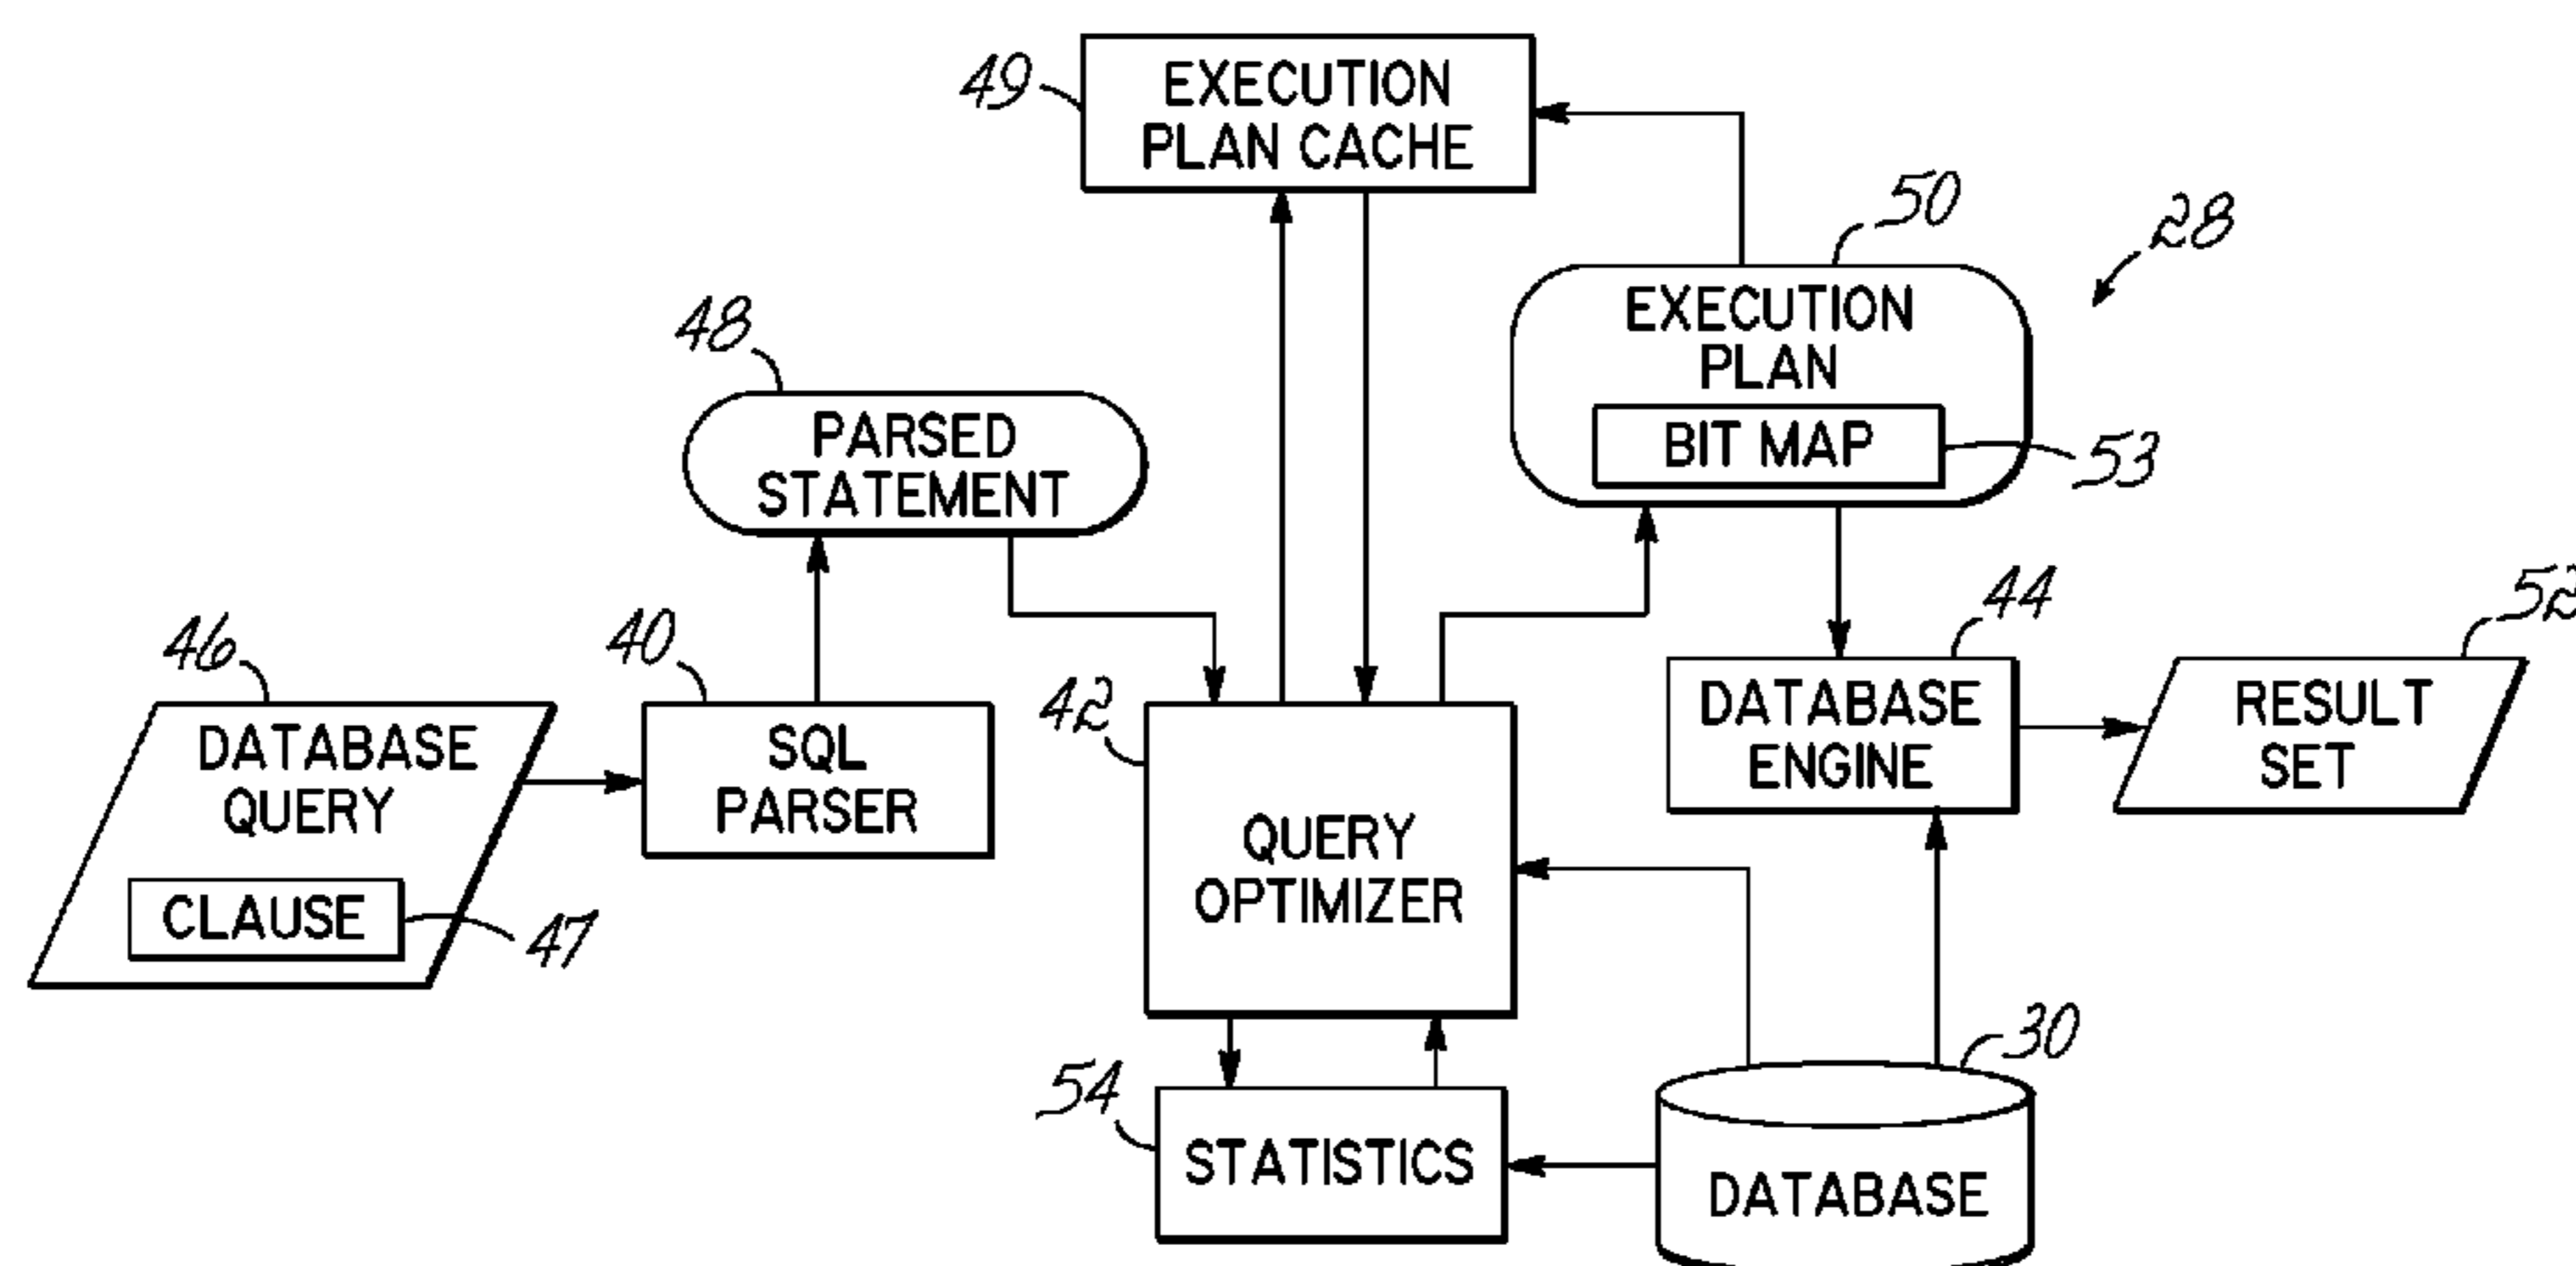 49
EXECUTION
PLAN CACHE
50
28
EXECUTION
PLAN
BIT MAP
53
48
PARSED
STATEMENT
46
40
42
44
DATABASE
QUERY
CLAUSE
47
SQL
PARSER
QUERY
OPTIMIZER
DATABASE
ENGINE
RESULT
SET
54
STATISTICS
30
DATABASE